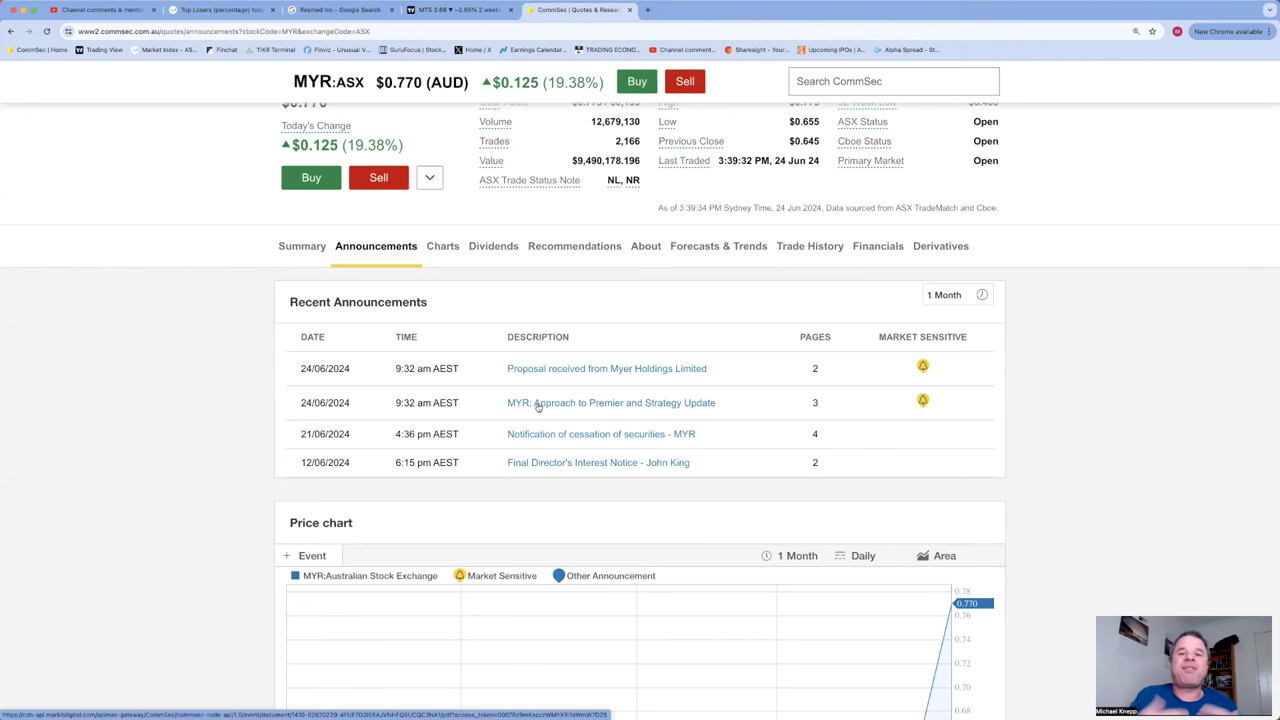 Channel comments & mentio
Top Losers (percentage) toda
Resmed Inc - Google Search
MTS 3.68 ▼ −2.65% 2 week
CommSec | Quotes & Resear
www2.commsec.com.au/quotes/announcements?stockCode=MYR&exchangeCode=ASX
New Chrome available
CommSec | Home
Trading View
Market Index - AS...
Finchat
TIKR Terminal
Finviz - Unusual V...
GuruFocus | Stock...
Home / X
Earnings Calendar...
TRADING ECONO...
Channel comment...
Sharesight - Your...
Upcoming IPOs | A...
Alpha Spread - St...
MYR:ASX $0.770 (AUD) $0.125 (19.38%) Buy Sell Search CommSec
$0.770
Today's Change
$0.125 (19.38%)
Buy Sell
Volume 12,679,130
Trades 2,166
Value $9,490,178.196
ASX Trade Status Note NL, NR
High
Low $0.655
Previous Close $0.645
Last Traded 3:39:32 PM, 24 Jun 24
ASX Status Open
Cboe Status Open
Primary Market Open
As of 3:39:34 PM Sydney Time, 24 Jun 2024, Data sourced from ASX TradeMatch and Cboe.
Summary Announcements Charts Dividends Recommendations About Forecasts & Trends Trade History Financials Derivatives
Recent Announcements 1 Month
DATE TIME DESCRIPTION PAGES MARKET SENSITIVE
24/06/2024 9:32 am AEST Proposal received from Myer Holdings Limited 2
24/06/2024 9:32 am AEST MYR: Approach to Premier and Strategy Update 3
21/06/2024 4:36 pm AEST Notification of cessation of securities - MYR 4
12/06/2024 6:15 pm AEST Final Director's Interest Notice - John King 2
Price chart
+ Event 1 Month Daily Area
MYR:Australian Stock Exchange Market Sensitive Other Announcement
0.78
0.770
0.76
0.74
0.72
0.70
0.68
Michael Knepp